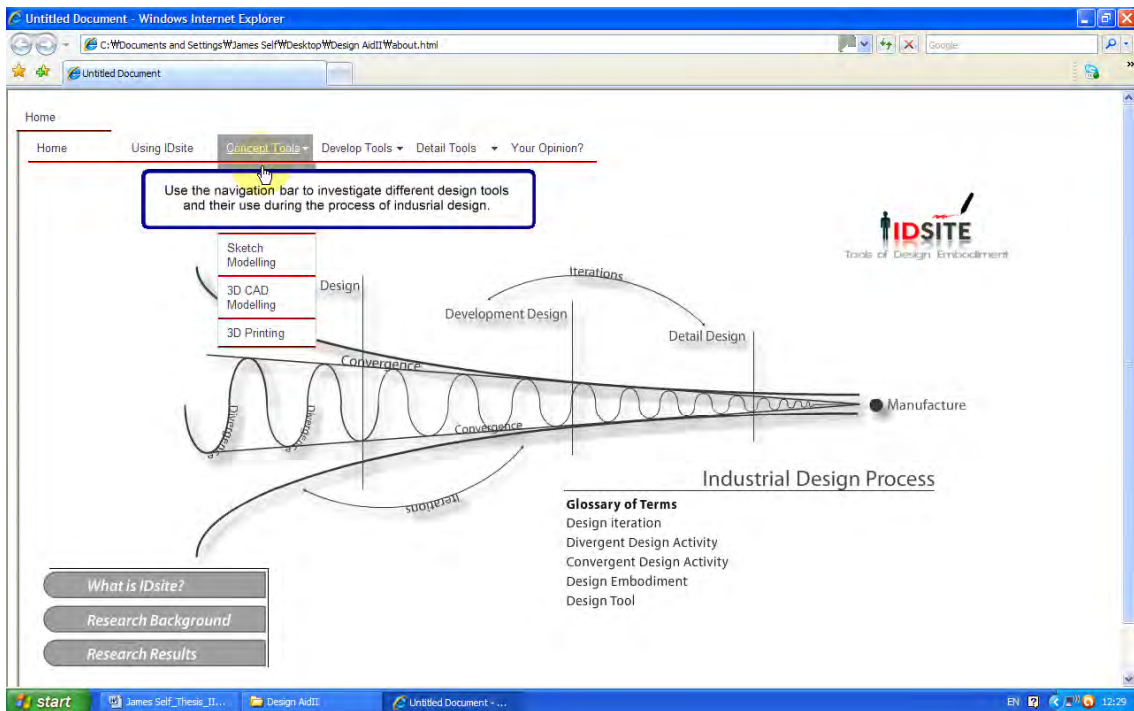 Untitled Document - Windows Internet Explorer
C:₩Documents and Settings₩James Self₩Desktop₩Design AidII₩about.html
Google
Untitled Document
Home
Home Using IDsite Concept Tools Develop Tools Detail Tools Your Opinion?
Use the navigation bar to investigate different design tools
and their use during the process of indusrial design.
IDSITE
Tools of Design Embodiment
Sketch
Modelling
3D CAD
Modelling
3D Printing
Design
Iterations
Development Design
Detail Design
Convergence
Divergence
Divergence
Convergence
Manufacture
Iterations
Industrial Design Process
Glossary of Terms
Design iteration
Divergent Design Activity
Convergent Design Activity
Design Embodiment
Design Tool
What is IDsite?
Research Background
Research Results
start James Self_Thesis_II... Design AidII Untitled Document - ... EN 12:29